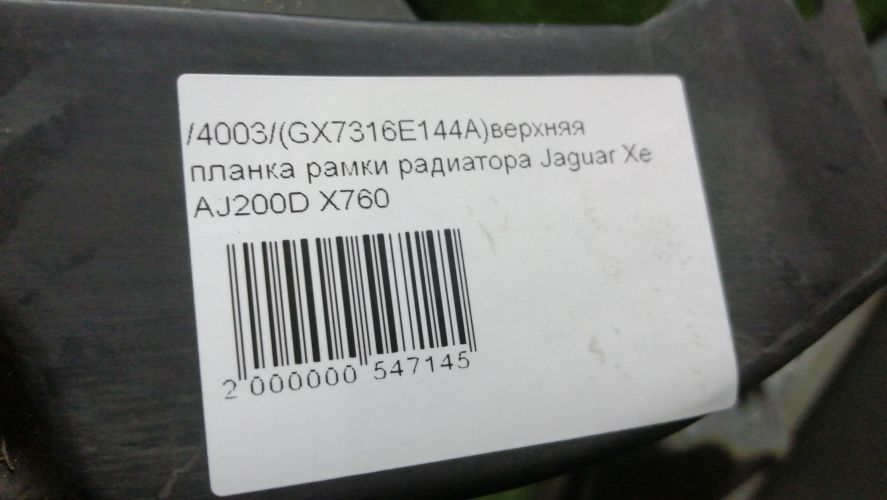 /4003/(GX7316E144A)верхняя
планка рамки радиатора Jaguar Xe
AJ200D X760
2 000000 547145